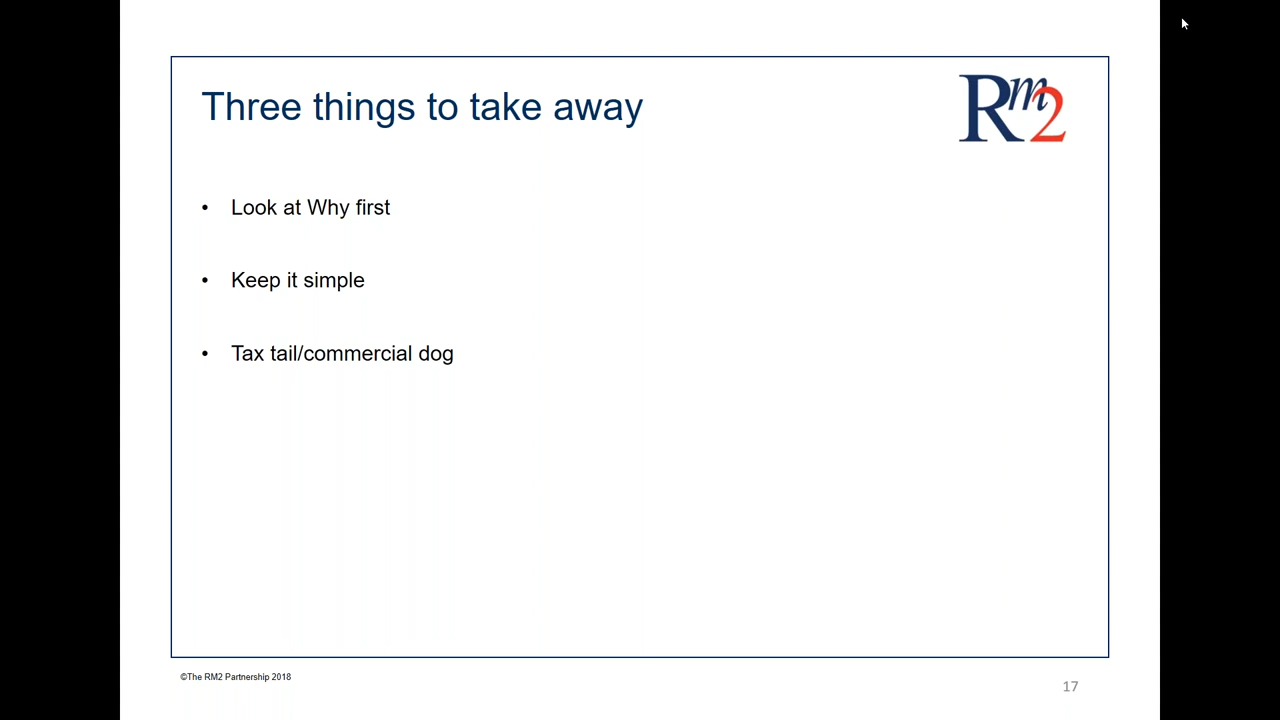 Three things to take away
Rm2
• Look at Why first
• Keep it simple
• Tax tail/commercial dog
©The RM2 Partnership 2018
17